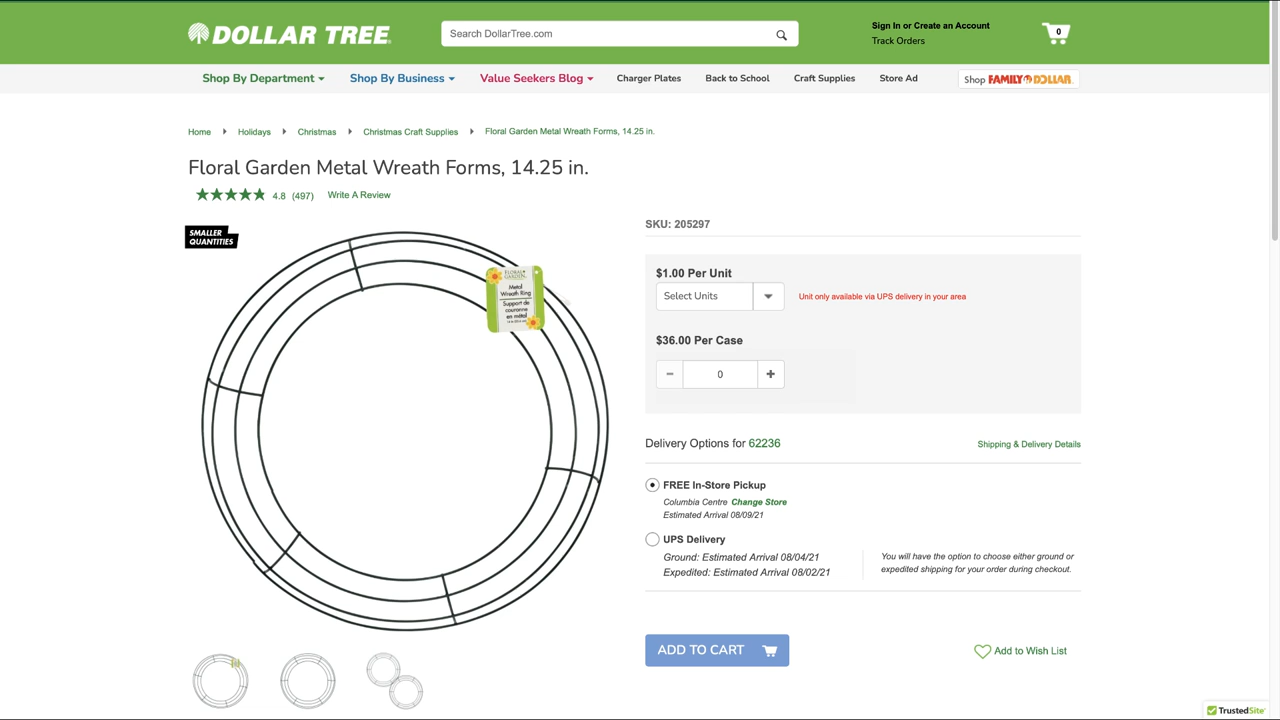 DOLLAR TREE
Search DollarTree.com
Sign In or Create an Account
Track Orders
0
Shop By Department
Shop By Business
Value Seekers Blog
Charger Plates
Back to School
Craft Supplies
Store Ad
Shop FAMILY DOLLAR
Home
Holidays
Christmas
Christmas Craft Supplies
Floral Garden Metal Wreath Forms, 14.25 in.
Floral Garden Metal Wreath Forms, 14.25 in.
4.8 (497) Write A Review
SMALLER
QUANTITIES
FLORAL
GARDEN
Metal
Wreath Ring
Support de
couronne
en métal
SKU: 205297
$1.00 Per Unit
Select Units
Unit only available via UPS delivery in your area
$36.00 Per Case
0
Delivery Options for 62236
Shipping & Delivery Details
FREE In-Store Pickup
Columbia Centre Change Store
Estimated Arrival 08/09/21
UPS Delivery
Ground: Estimated Arrival 08/04/21
Expedited: Estimated Arrival 08/02/21
You will have the option to choose either ground or
expedited shipping for your order during checkout.
ADD TO CART
Add to Wish List
TrustedSite